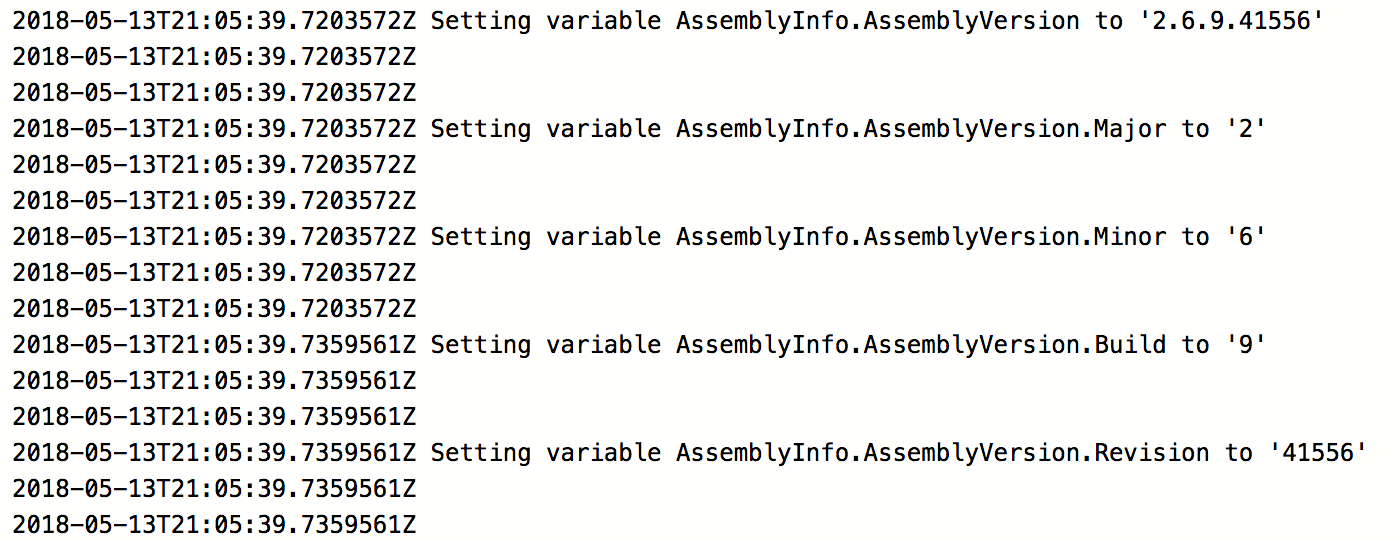 2018-05-13T21:05:39.7203572Z Setting variable AssemblyInfo.AssemblyVersion to '2.6.9.41556'
2018-05-13T21:05:39.7203572Z
2018-05-13T21:05:39.7203572Z
2018-05-13T21:05:39.7203572Z Setting variable AssemblyInfo.AssemblyVersion.Major to '2'
2018-05-13T21:05:39.7203572Z
2018-05-13T21:05:39.7203572Z
2018-05-13T21:05:39.7203572Z Setting variable AssemblyInfo.AssemblyVersion.Minor to '6'
2018-05-13T21:05:39.7203572Z
2018-05-13T21:05:39.7203572Z
2018-05-13T21:05:39.7359561Z Setting variable AssemblyInfo.AssemblyVersion.Build to '9'
2018-05-13T21:05:39.7359561Z
2018-05-13T21:05:39.7359561Z
2018-05-13T21:05:39.7359561Z Setting variable AssemblyInfo.AssemblyVersion.Revision to '41556'
2018-05-13T21:05:39.7359561Z
2018-05-13T21:05:39.7359561Z